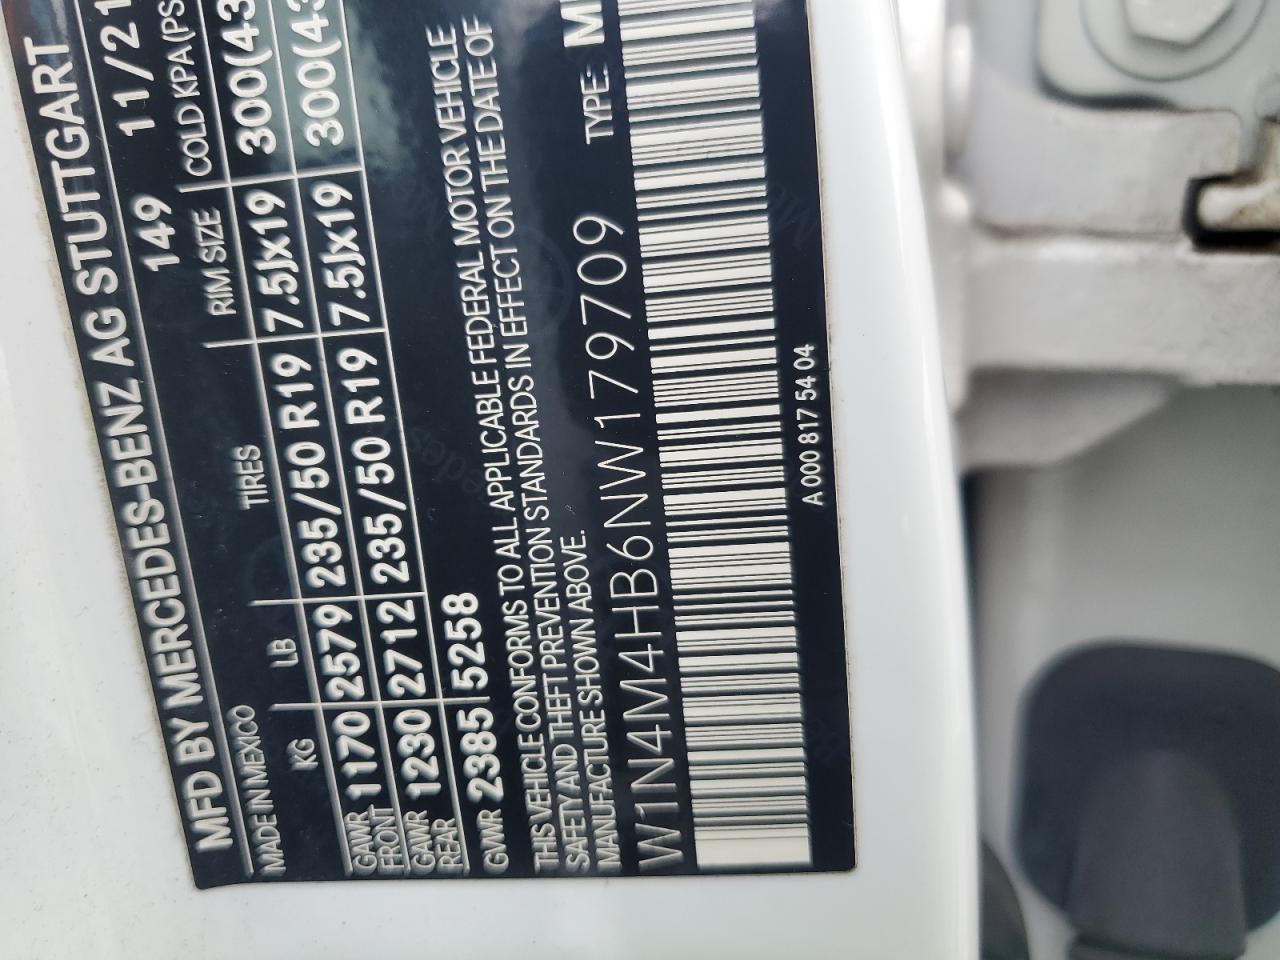 MFD BY MERCEDES-BENZ AG STUTTGART
MADE IN MEXICO 149 11/21
KG LB TIRES RIM SIZE COLD KPA(PS
GAWR FRONT 1170 2579 235/50 R19 7.5Jx19 300(43
GAWR REAR 1230 2712 235/50 R19 7.5Jx19 300(43
GVWR 2385 5258
THIS VEHICLE CONFORMS TO ALL APPLICABLE FEDERAL MOTOR VEHICLE
SAFETY AND THEFT PREVENTION STANDARDS IN EFFECT ON THE DATE OF
MANUFACTURE SHOWN ABOVE.
W1N4M4HB6NW179709 TYPE: M
A 000 817 54 04